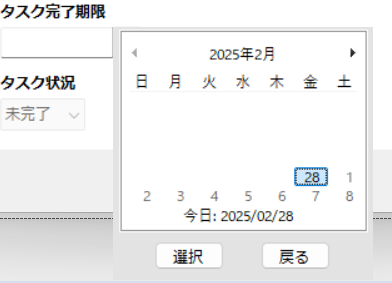 タスク完了期限
2025年2月
日 月 火 水 木 金 土
タスク状況
未完了
28 1
2 3 4 5 6 7 8
今日: 2025/02/28
選択 戻る